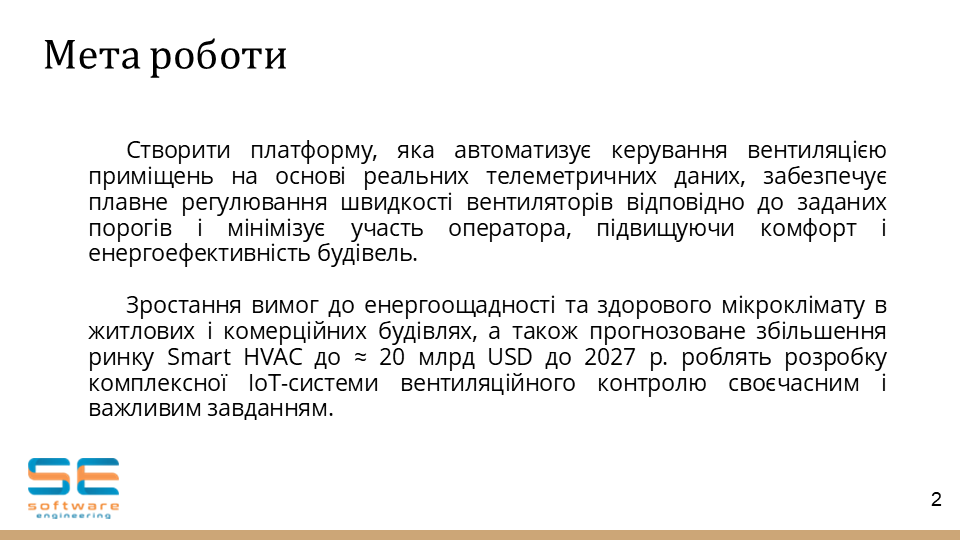 Мета роботи
Створити платформу, яка автоматизує керування вентиляцією
приміщень на основі реальних телеметричних даних, забезпечує
плавне регулювання швидкості вентиляторів відповідно до заданих
порогів і мінімізує участь оператора, підвищуючи комфорт і
енергоефективність будівель.
Зростання вимог до енергоощадності та здорового мікроклімату в
житлових і комерційних будівлях, а також прогнозоване збільшення
ринку Smart HVAC до ≈ 20 млрд USD до 2027 р. роблять розробку
комплексної IoT-системи вентиляційного контролю своєчасним і
важливим завданням.
SE
software
engineering
2